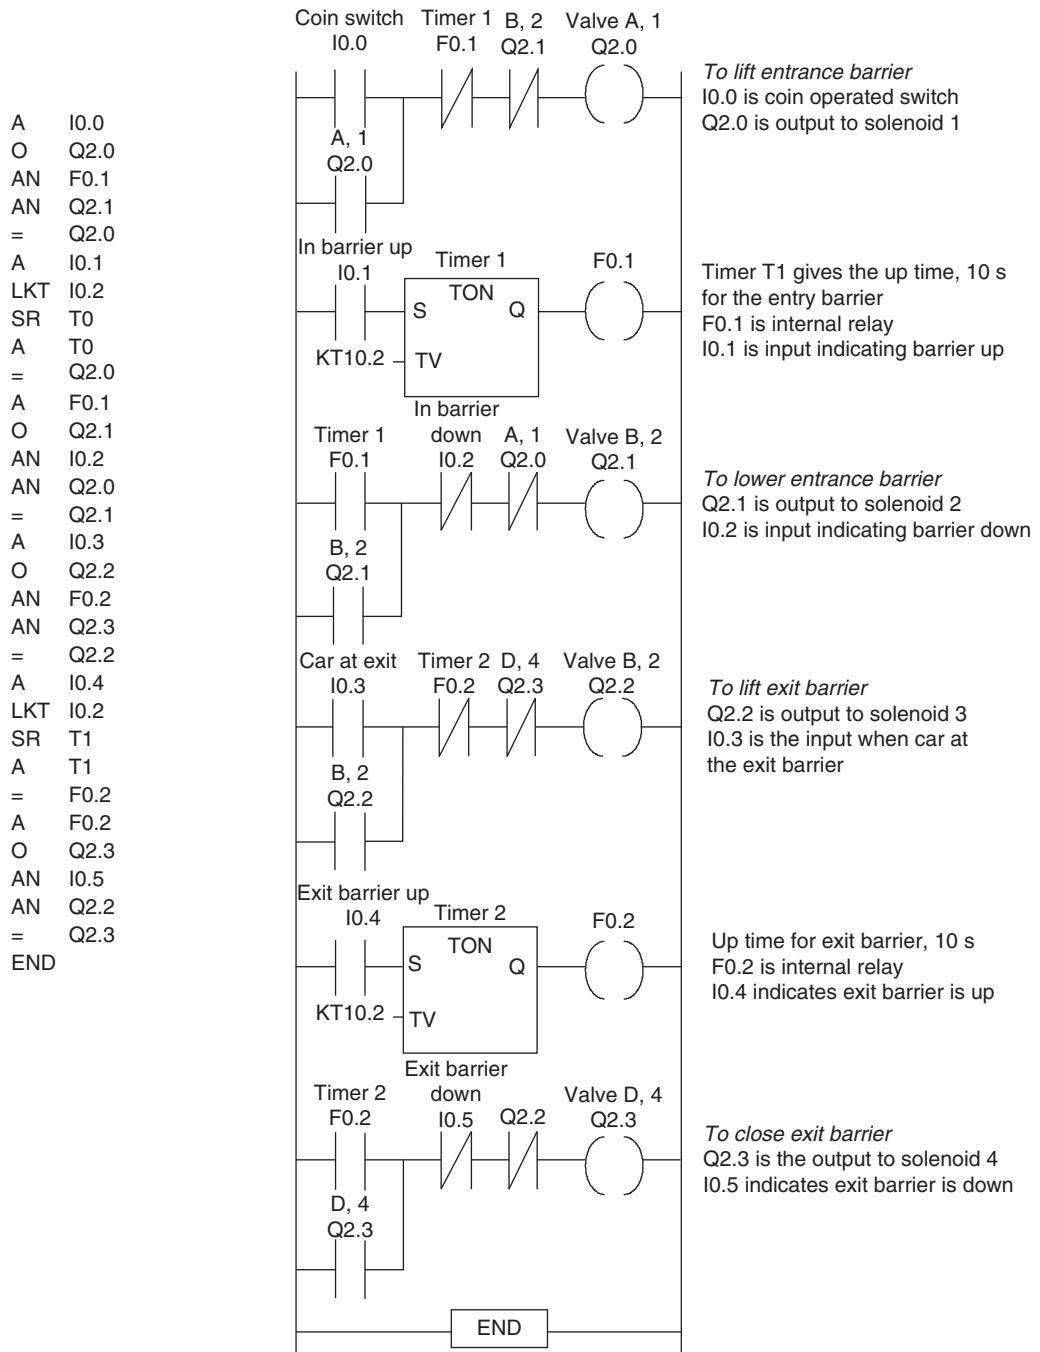 A I0.0
O Q2.0
AN F0.1
AN Q2.1
= Q2.0
A I0.1
LKT I0.2
SR T0
A T0
= Q2.0
A F0.1
O Q2.1
AN I0.2
AN Q2.0
= Q2.1
A I0.3
O Q2.2
AN F0.2
AN Q2.3
= Q2.2
A I0.4
LKT I0.2
SR T1
A T1
= F0.2
A F0.2
O Q2.3
AN I0.5
AN Q2.2
= Q2.3
END
Coin switch Timer 1 B, 2 Valve A, 1
I0.0 F0.1 Q2.1 Q2.0
A, 1
Q2.0
To lift entrance barrier
I0.0 is coin operated switch
Q2.0 is output to solenoid 1
In barrier up Timer 1 F0.1
I0.1
TON
S Q
KT10.2 TV
Timer T1 gives the up time, 10 s
for the entry barrier
F0.1 is internal relay
I0.1 is input indicating barrier up
In barrier
Timer 1 down A, 1 Valve B, 2
F0.1 I0.2 Q2.0 Q2.1
B, 2
Q2.1
To lower entrance barrier
Q2.1 is output to solenoid 2
I0.2 is input indicating barrier down
Car at exit Timer 2 D, 4 Valve B, 2
I0.3 F0.2 Q2.3 Q2.2
B, 2
Q2.2
To lift exit barrier
Q2.2 is output to solenoid 3
I0.3 is the input when car at
the exit barrier
Exit barrier up
I0.4 Timer 2 F0.2
TON
S Q
KT10.2 TV
Up time for exit barrier, 10 s
F0.2 is internal relay
I0.4 indicates exit barrier is up
Exit barrier
Timer 2 down Valve D, 4
F0.2 I0.5 Q2.2 Q2.3
D, 4
Q2.3
To close exit barrier
Q2.3 is the output to solenoid 4
I0.5 indicates exit barrier is down
END